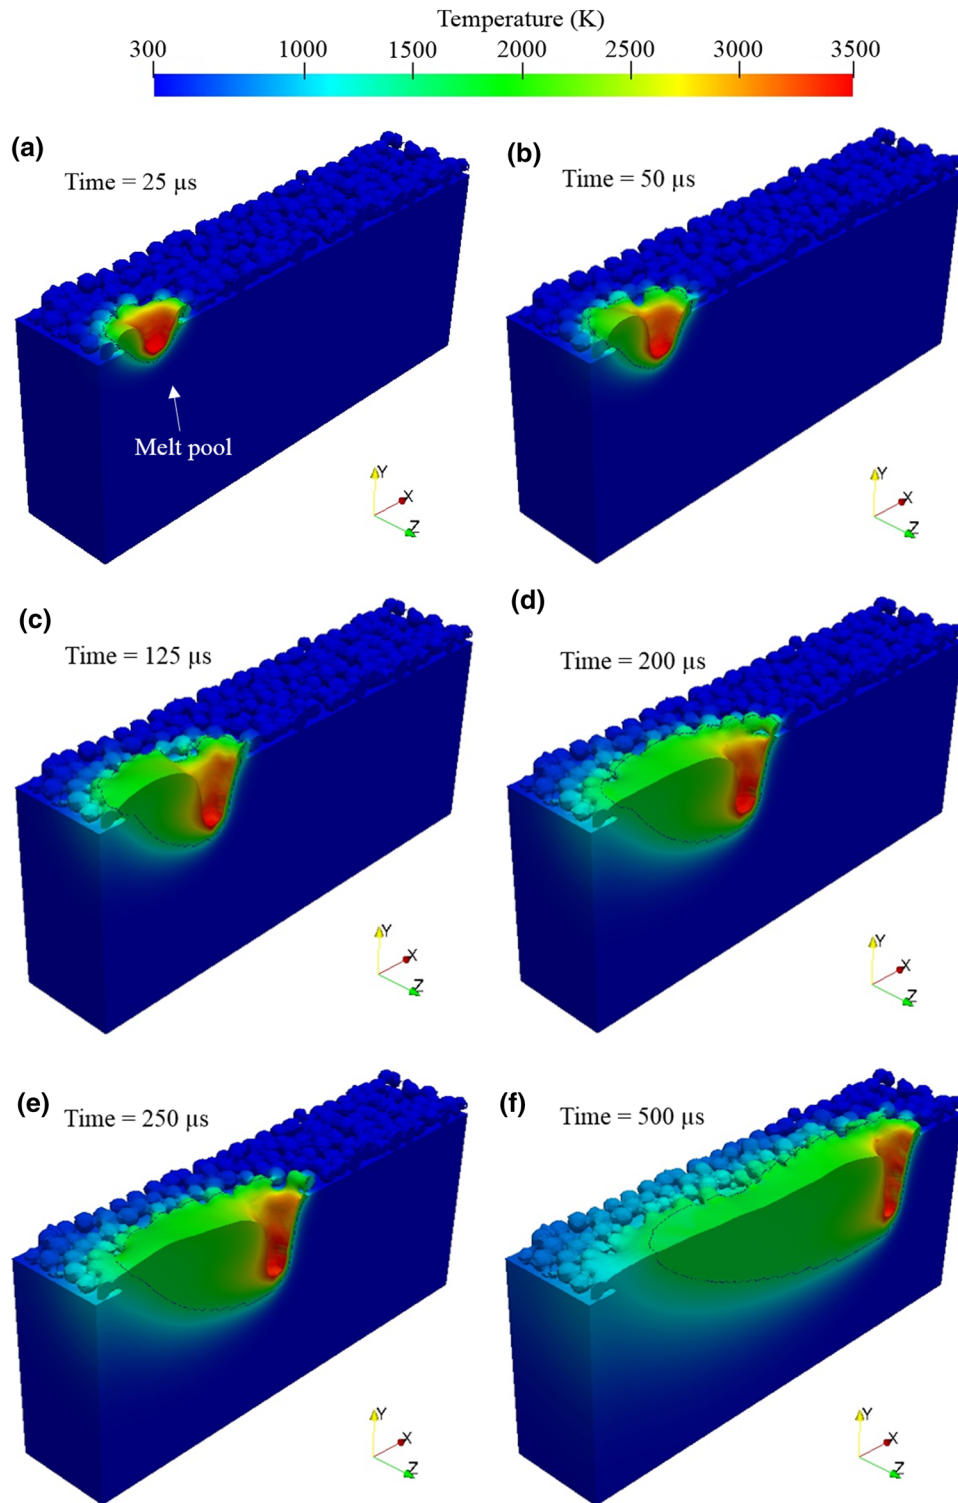 Temperature (K)
300 1000 1500 2000 2500 3000 3500
(a)
Time = 25 µs
Melt pool
Y
X
Z
(b)
Time = 50 µs
Y
X
Z
(c)
Time = 125 µs
Y
X
Z
(d)
Time = 200 µs
Y
X
Z
(e)
Time = 250 µs
Y
X
Z
(f)
Time = 500 µs
Y
X
Z